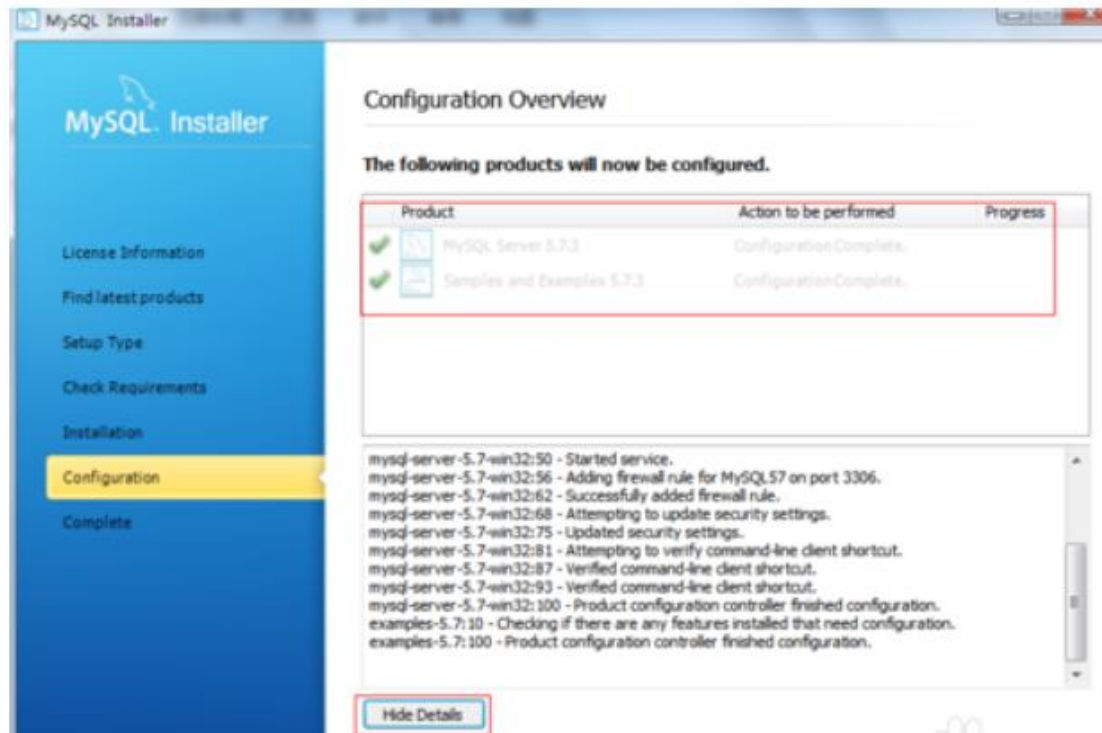 MySQL Installer
MySQL. Installer
Configuration Overview
The following products will now be configured.
Product Action to be performed Progress
MySQL Server 5.7.3 Configuration Complete.
Samples and Examples 5.7.3 Configuration Complete.
License Information
Find latest products
Setup Type
Check Requirements
Installation
Configuration
Complete
mysql-server-5.7-win32:50 - Started service.
mysql-server-5.7-win32:56 - Adding firewall rule for MySQL57 on port 3306.
mysql-server-5.7-win32:62 - Successfully added firewall rule.
mysql-server-5.7-win32:68 - Attempting to update security settings.
mysql-server-5.7-win32:75 - Updated security settings.
mysql-server-5.7-win32:81 - Attempting to verify command-line client shortcut.
mysql-server-5.7-win32:87 - Verified command-line client shortcut.
mysql-server-5.7-win32:93 - Verified command-line client shortcut.
mysql-server-5.7-win32:100 - Product configuration controller finished configuration.
examples-5.7:10 - Checking if there are any features installed that need configuration.
examples-5.7:100 - Product configuration controller finished configuration.
Hide Details